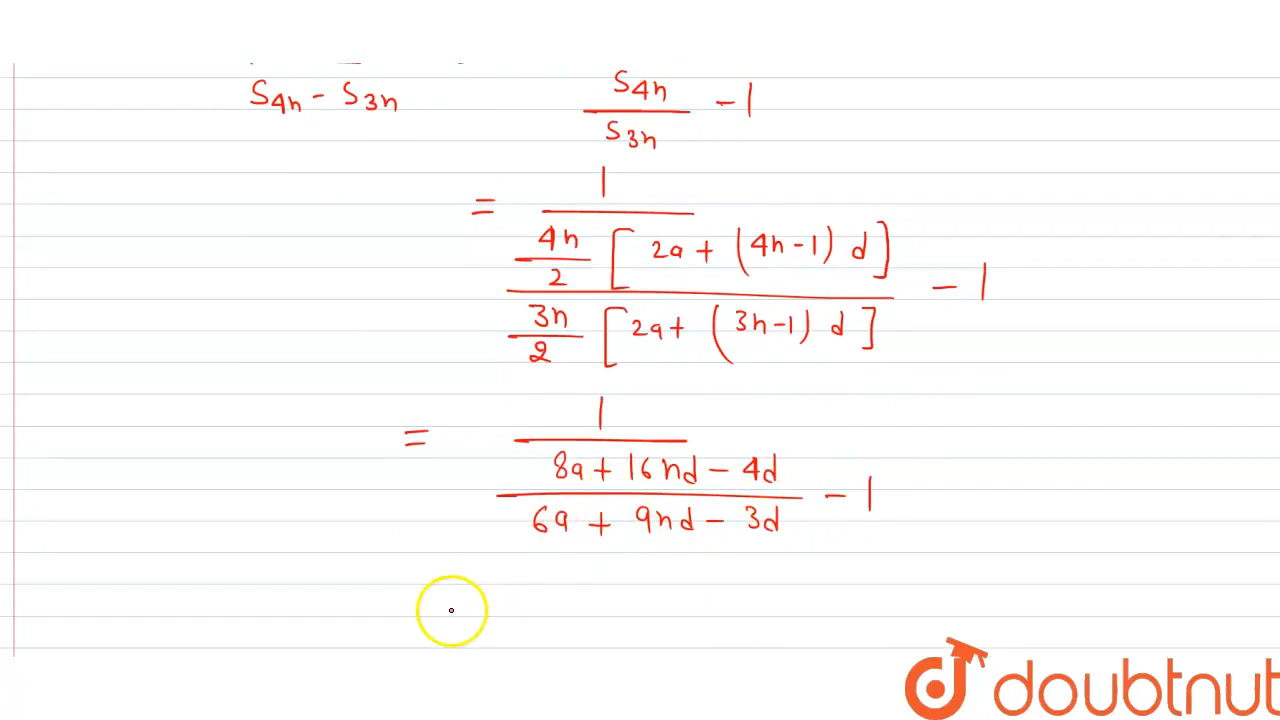 S4n - S3n
S4n
S3n
- 1
=
1
4n
2
[ 2a + (4n-1) d ]
3n
2
[ 2a + (3n-1) d ]
- 1
=
1
8a + 16nd - 4d
6a + 9nd - 3d
- 1
doubtnut